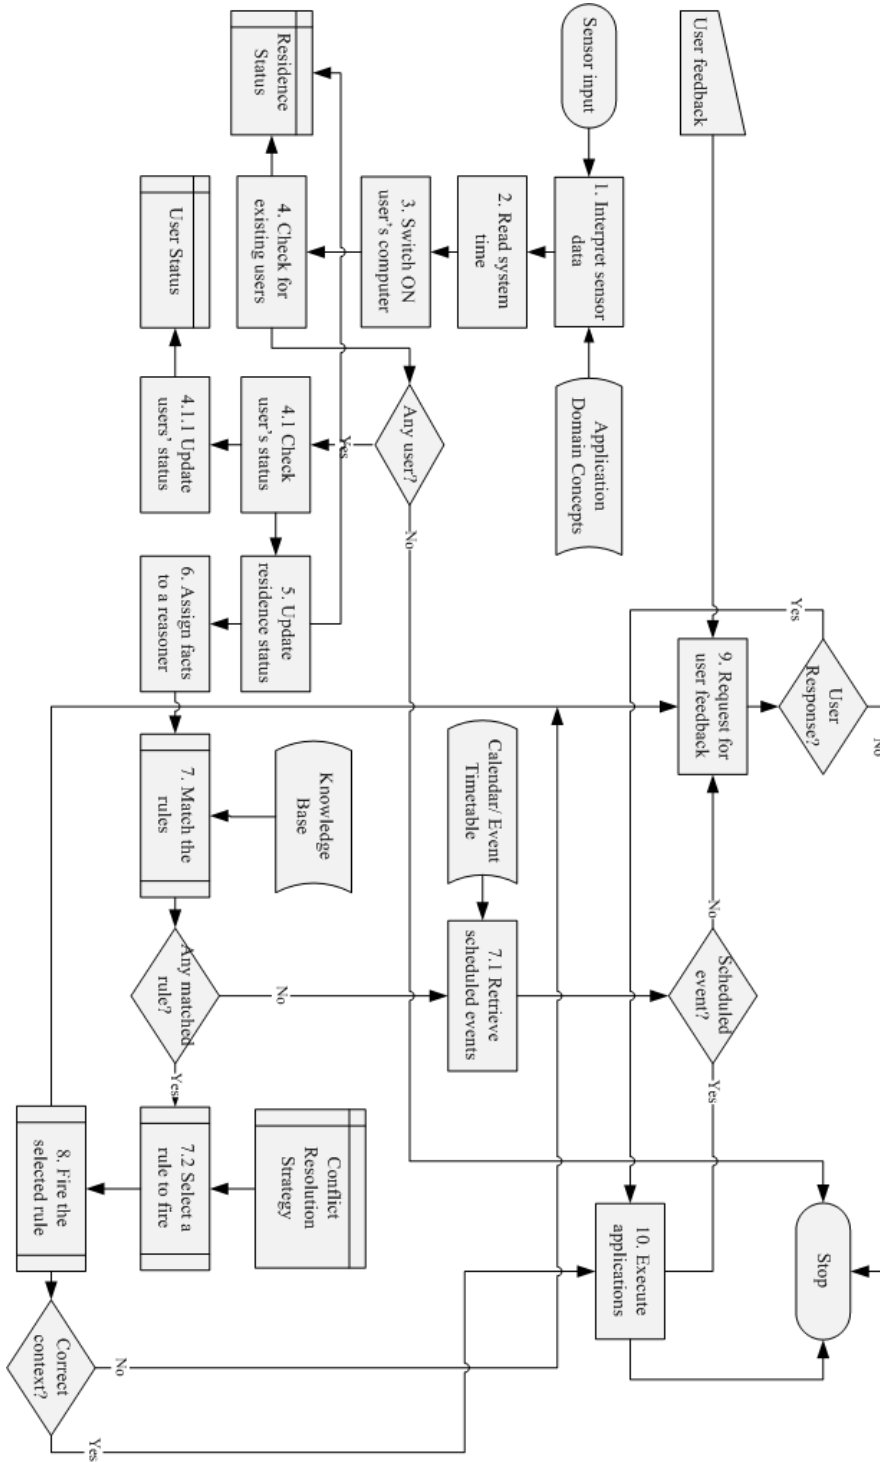 User feedback
Sensor input
1. Interpret sensor
data
Application
Domain Concepts
2. Read system
time
3. Switch ON
user's computer
4. Check for
existing users
Residence
Status
User Status
Any user?
Yes
No
4.1 Check
user's status
4.1.1 Update
users' status
5. Update
residence status
6. Assign facts
to a reasoner
7. Match the
rules
Knowledge
Base
Any matched
rule?
No
Yes
Calendar/ Event
Timetable
7.1 Retrieve
scheduled events
Scheduled
event?
No
Yes
9. Request for
user feedback
User
Response?
Yes
No
Conflict
Resolution
Strategy
7.2 Select a
rule to fire
8. Fire the
selected rule
Correct
context?
No
Yes
10. Execute
applications
Stop